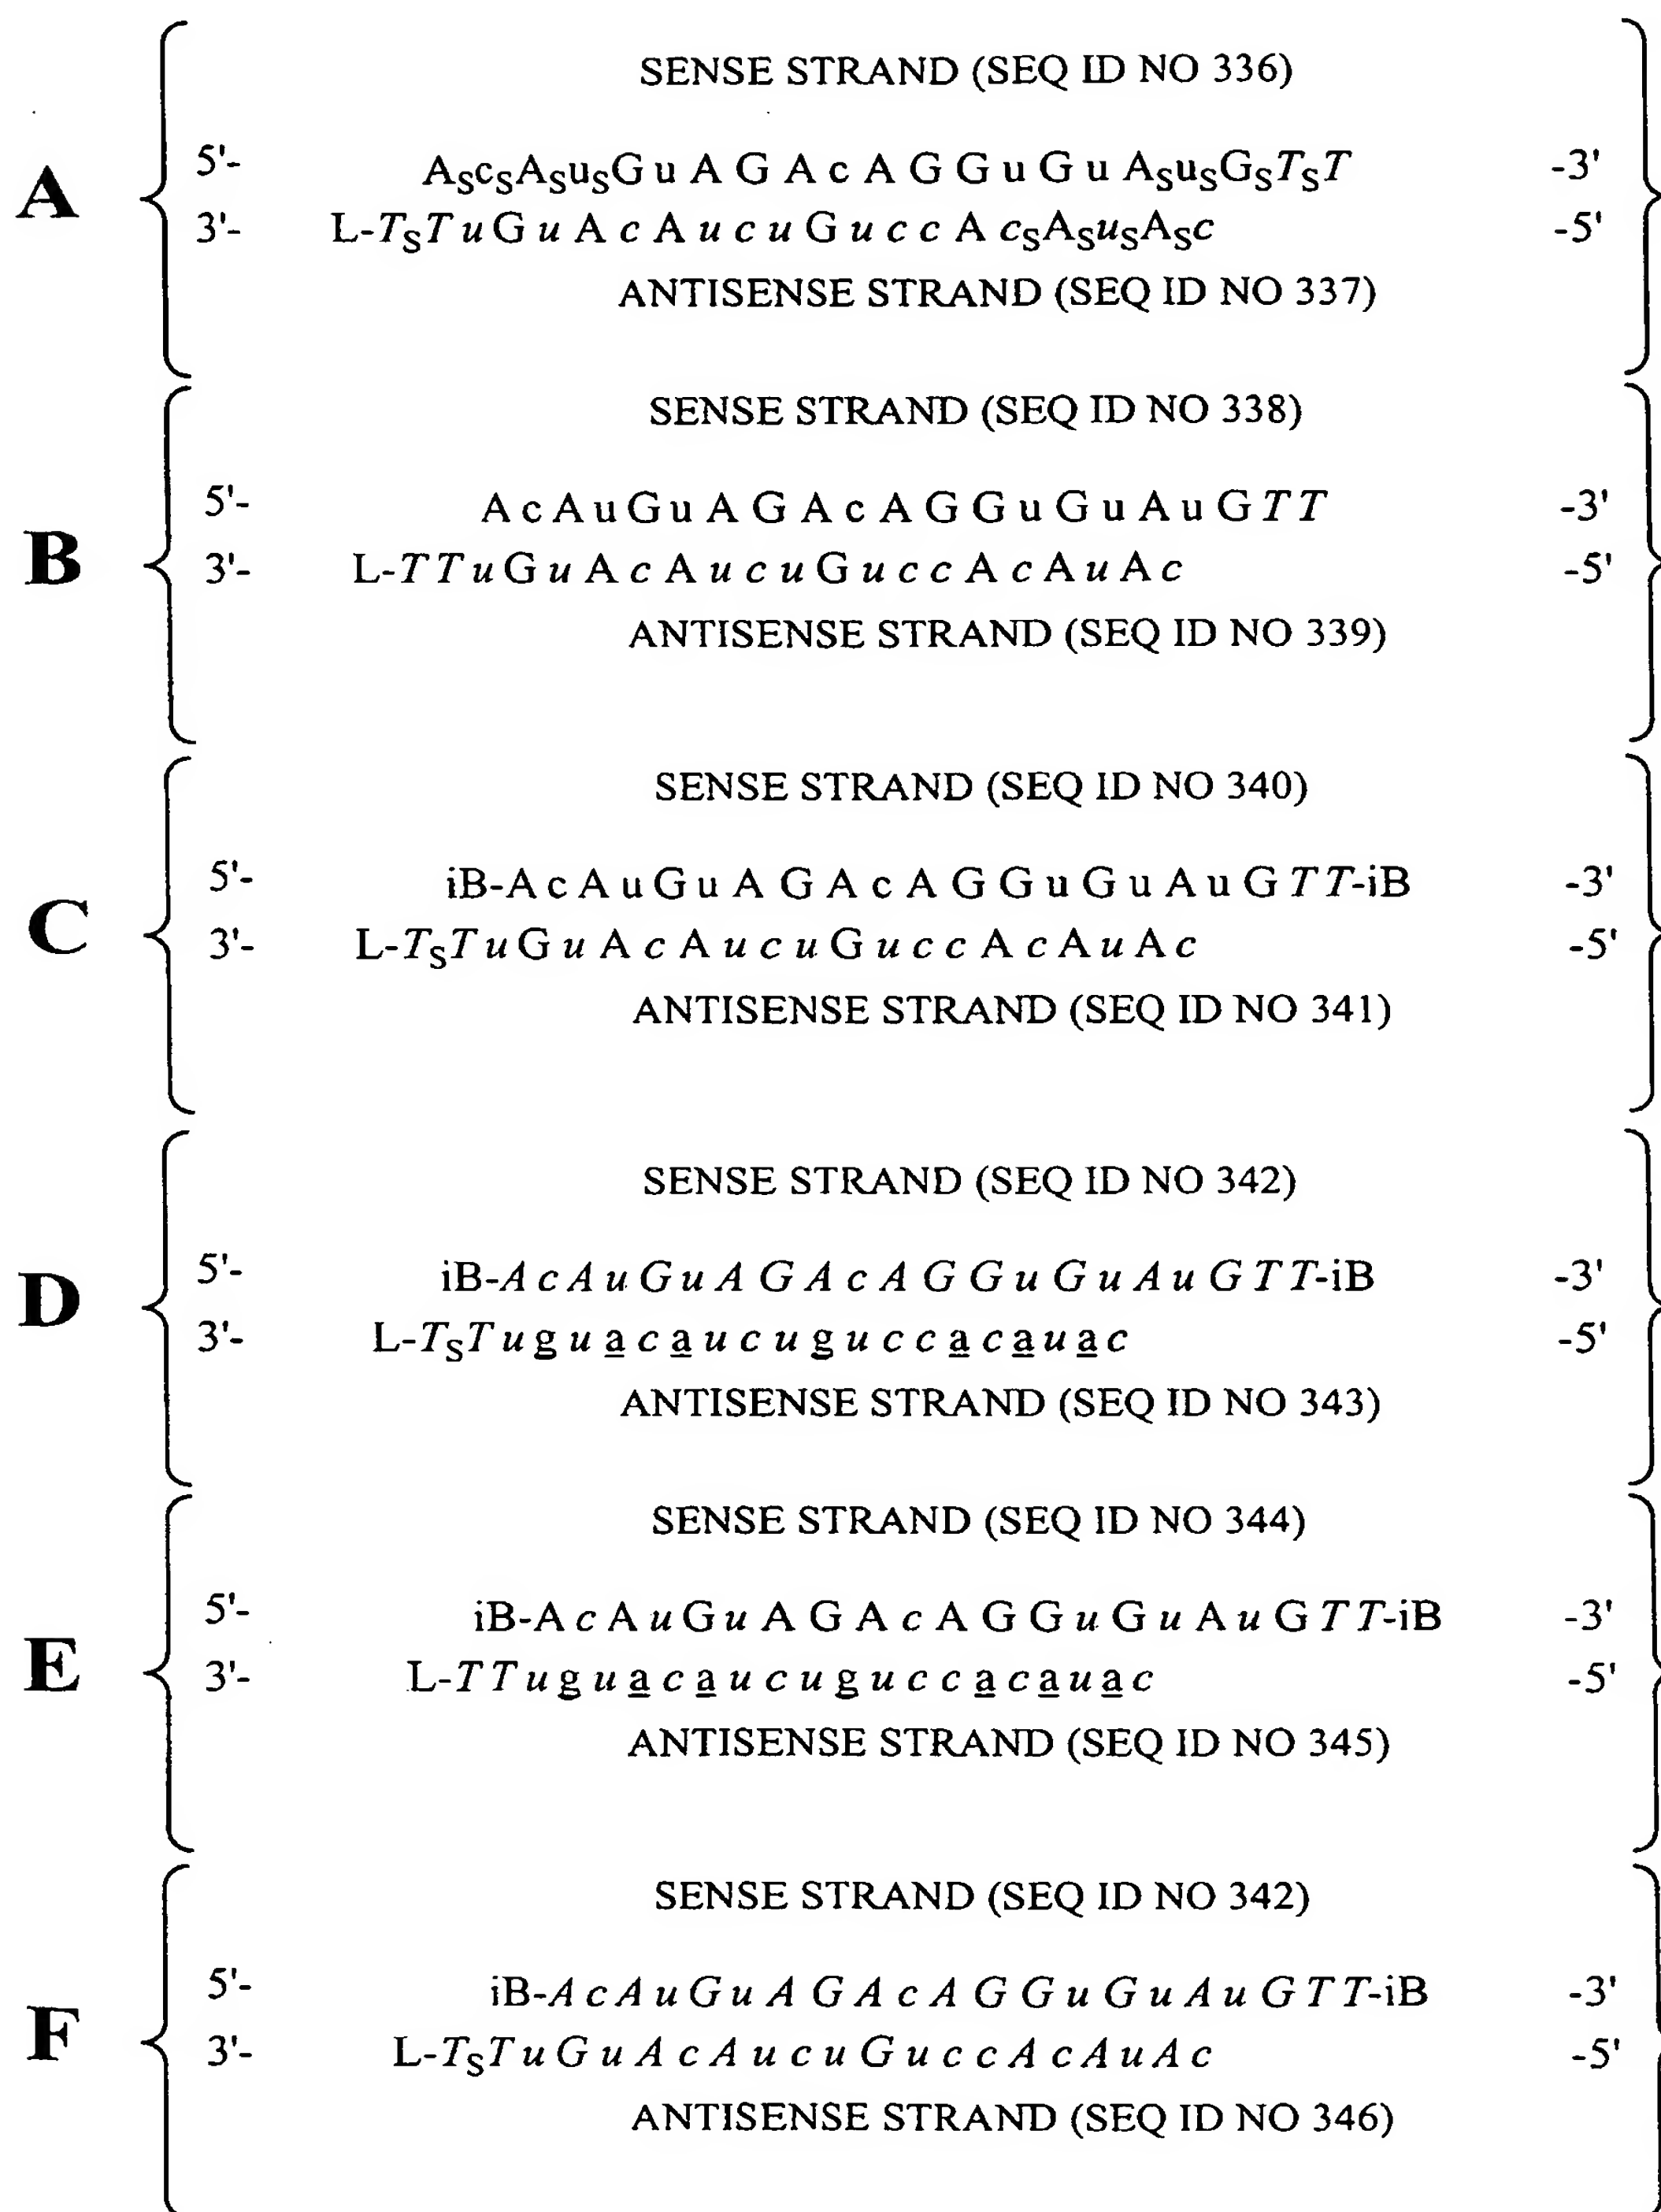 SENSE STRAND (SEQ ID NO 336)
A 5'- AₛcₛAₛuₛG u A G A c A G G u G u AₛuₛGₛTₛT -3'
3'- L-TₛT u G u A c A u c u G u c c A cₛAₛuₛAₛc -5'
ANTISENSE STRAND (SEQ ID NO 337)
SENSE STRAND (SEQ ID NO 338)
B 5'- A c A u G u A G A c A G G u G u A u G T T -3'
3'- L-T T u G u A c A u c u G u c c A c A u A c -5'
ANTISENSE STRAND (SEQ ID NO 339)
SENSE STRAND (SEQ ID NO 340)
C 5'- iB-A c A u G u A G A c A G G u G u A u G T T-iB -3'
3'- L-TₛT u G u A c A u c u G u c c A c A u A c -5'
ANTISENSE STRAND (SEQ ID NO 341)
SENSE STRAND (SEQ ID NO 342)
D 5'- iB-A c A u G u A G A c A G G u G u A u G T T-iB -3'
3'- L-TₛT u g u a c a u c u g u c c a c a u a c -5'
ANTISENSE STRAND (SEQ ID NO 343)
SENSE STRAND (SEQ ID NO 344)
E 5'- iB-A c A u G u A G A c A G G u G u A u G T T-iB -3'
3'- L-T T u g u a c a u c u g u c c a c a u a c -5'
ANTISENSE STRAND (SEQ ID NO 345)
SENSE STRAND (SEQ ID NO 342)
F 5'- iB-A c A u G u A G A c A G G u G u A u G T T-iB -3'
3'- L-TₛT u G u A c A u c u G u c c A c A u A c -5'
ANTISENSE STRAND (SEQ ID NO 346)